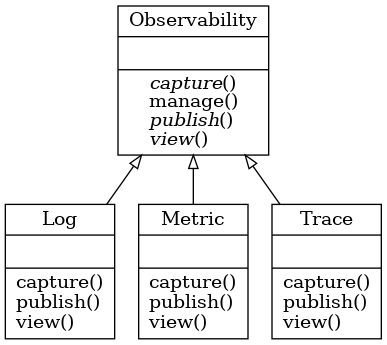 Observability
capture()
manage()
publish()
view()
Log
capture()
publish()
view()
Metric
capture()
publish()
view()
Trace
capture()
publish()
view()